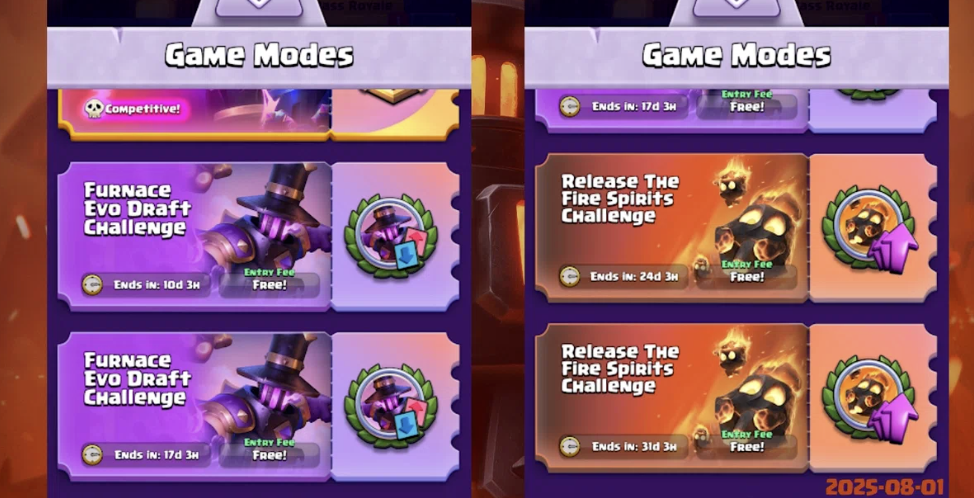 Game Modes
Competitive!
Furnace
Evo Draft
Challenge
Ends in: 10d 3H
Entry Fee
Free!
Furnace
Evo Draft
Challenge
Ends in: 17d 3H
Entry Fee
Free!
Game Modes
Entry Fee
Ends in: 17d 3H
Free!
Release The
Fire Spirits
Challenge
Ends in: 24d 3H
Entry Fee
Free!
Release The
Fire Spirits
Challenge
Ends in: 31d 3H
Entry Fee
Free!
2025-08-01